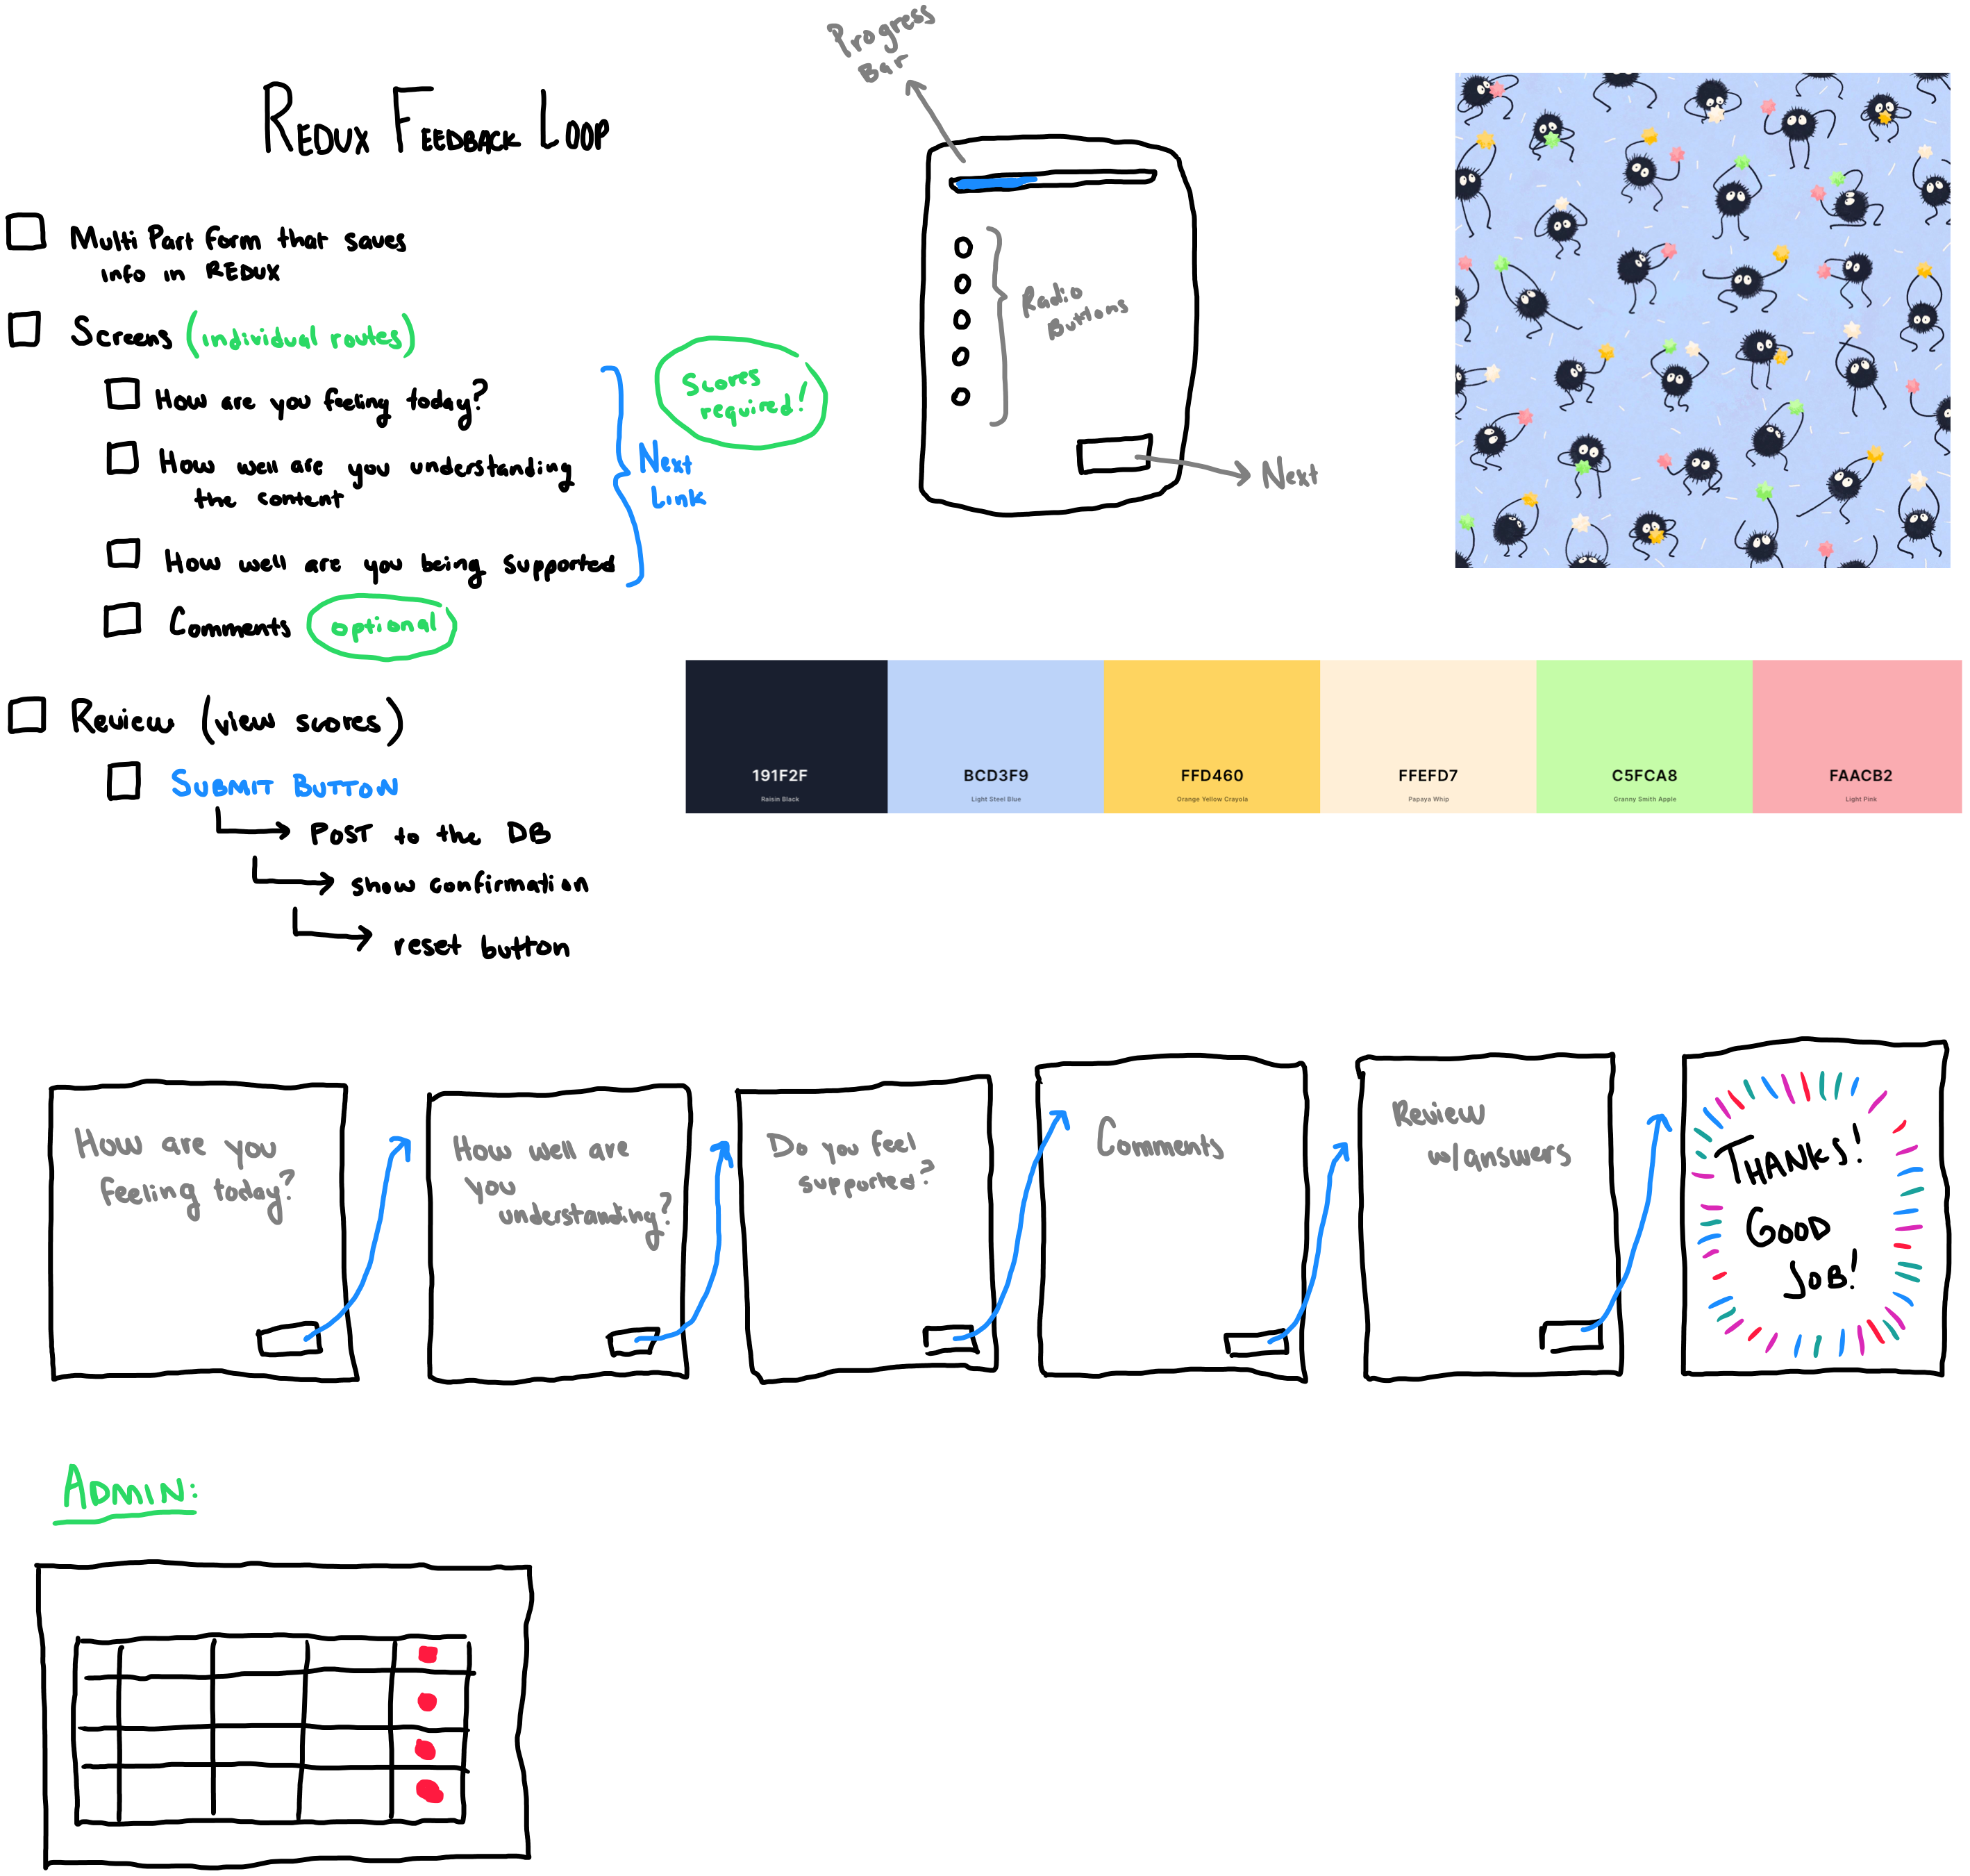 REDUX FEEDBACK LOOP
Multi Part form that saves
info in REDUX
Screens (individual routes)
How are you feeling today?
How well are you understanding
the content
How well are you being supported
Next
Link
Scores
required!
Comments optional
Review (view scores)
SUBMIT BUTTON
POST to the DB
show confirmation
reset button
Progress
Bar
Radio
Buttons
Next
191F2F
Raisin Black
BCD3F9
Light Steel Blue
FFD460
Orange Yellow Crayola
FFEFD7
Papaya Whip
C5FCA8
Granny Smith Apple
FAACB2
Light Pink
How are you
feeling today?
How well are
you
understanding?
Do you feel
supported?
Comments
Review
w/answers
THANKS!
GOOD
JOB!
ADMIN: